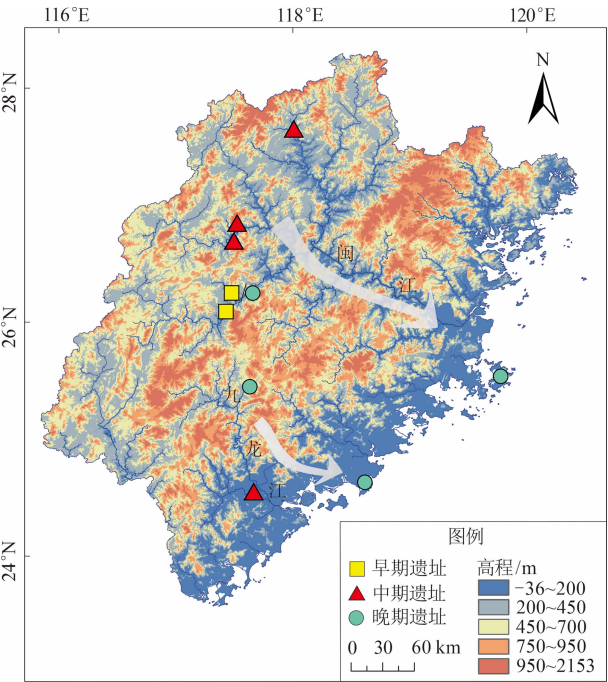 116°E
118°E
120°E
N
28°N
26°N
24°N
闽
江
九
龙
江
图例
早期遗址
中期遗址
晚期遗址
0 30 60 km
高程/m
-36~200
200~450
450~700
750~950
950~2153